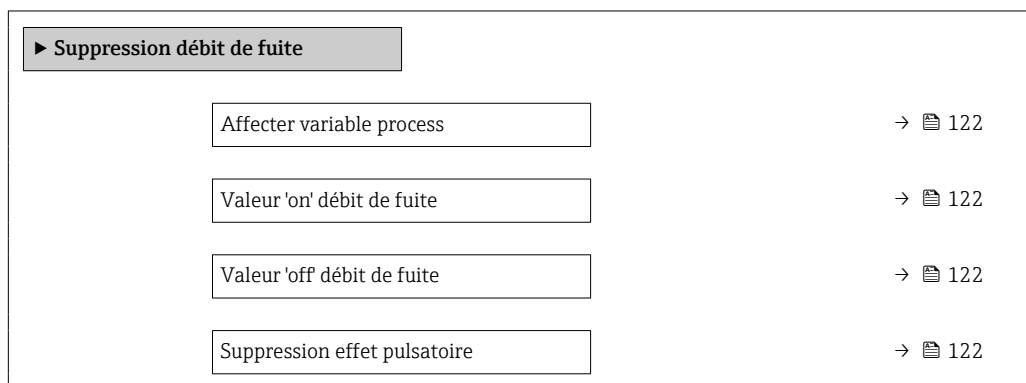 ▶ Suppression débit de fuite
Affecter variable process → 122
Valeur 'on' débit de fuite → 122
Valeur 'off' débit de fuite → 122
Suppression effet pulsatoire → 122